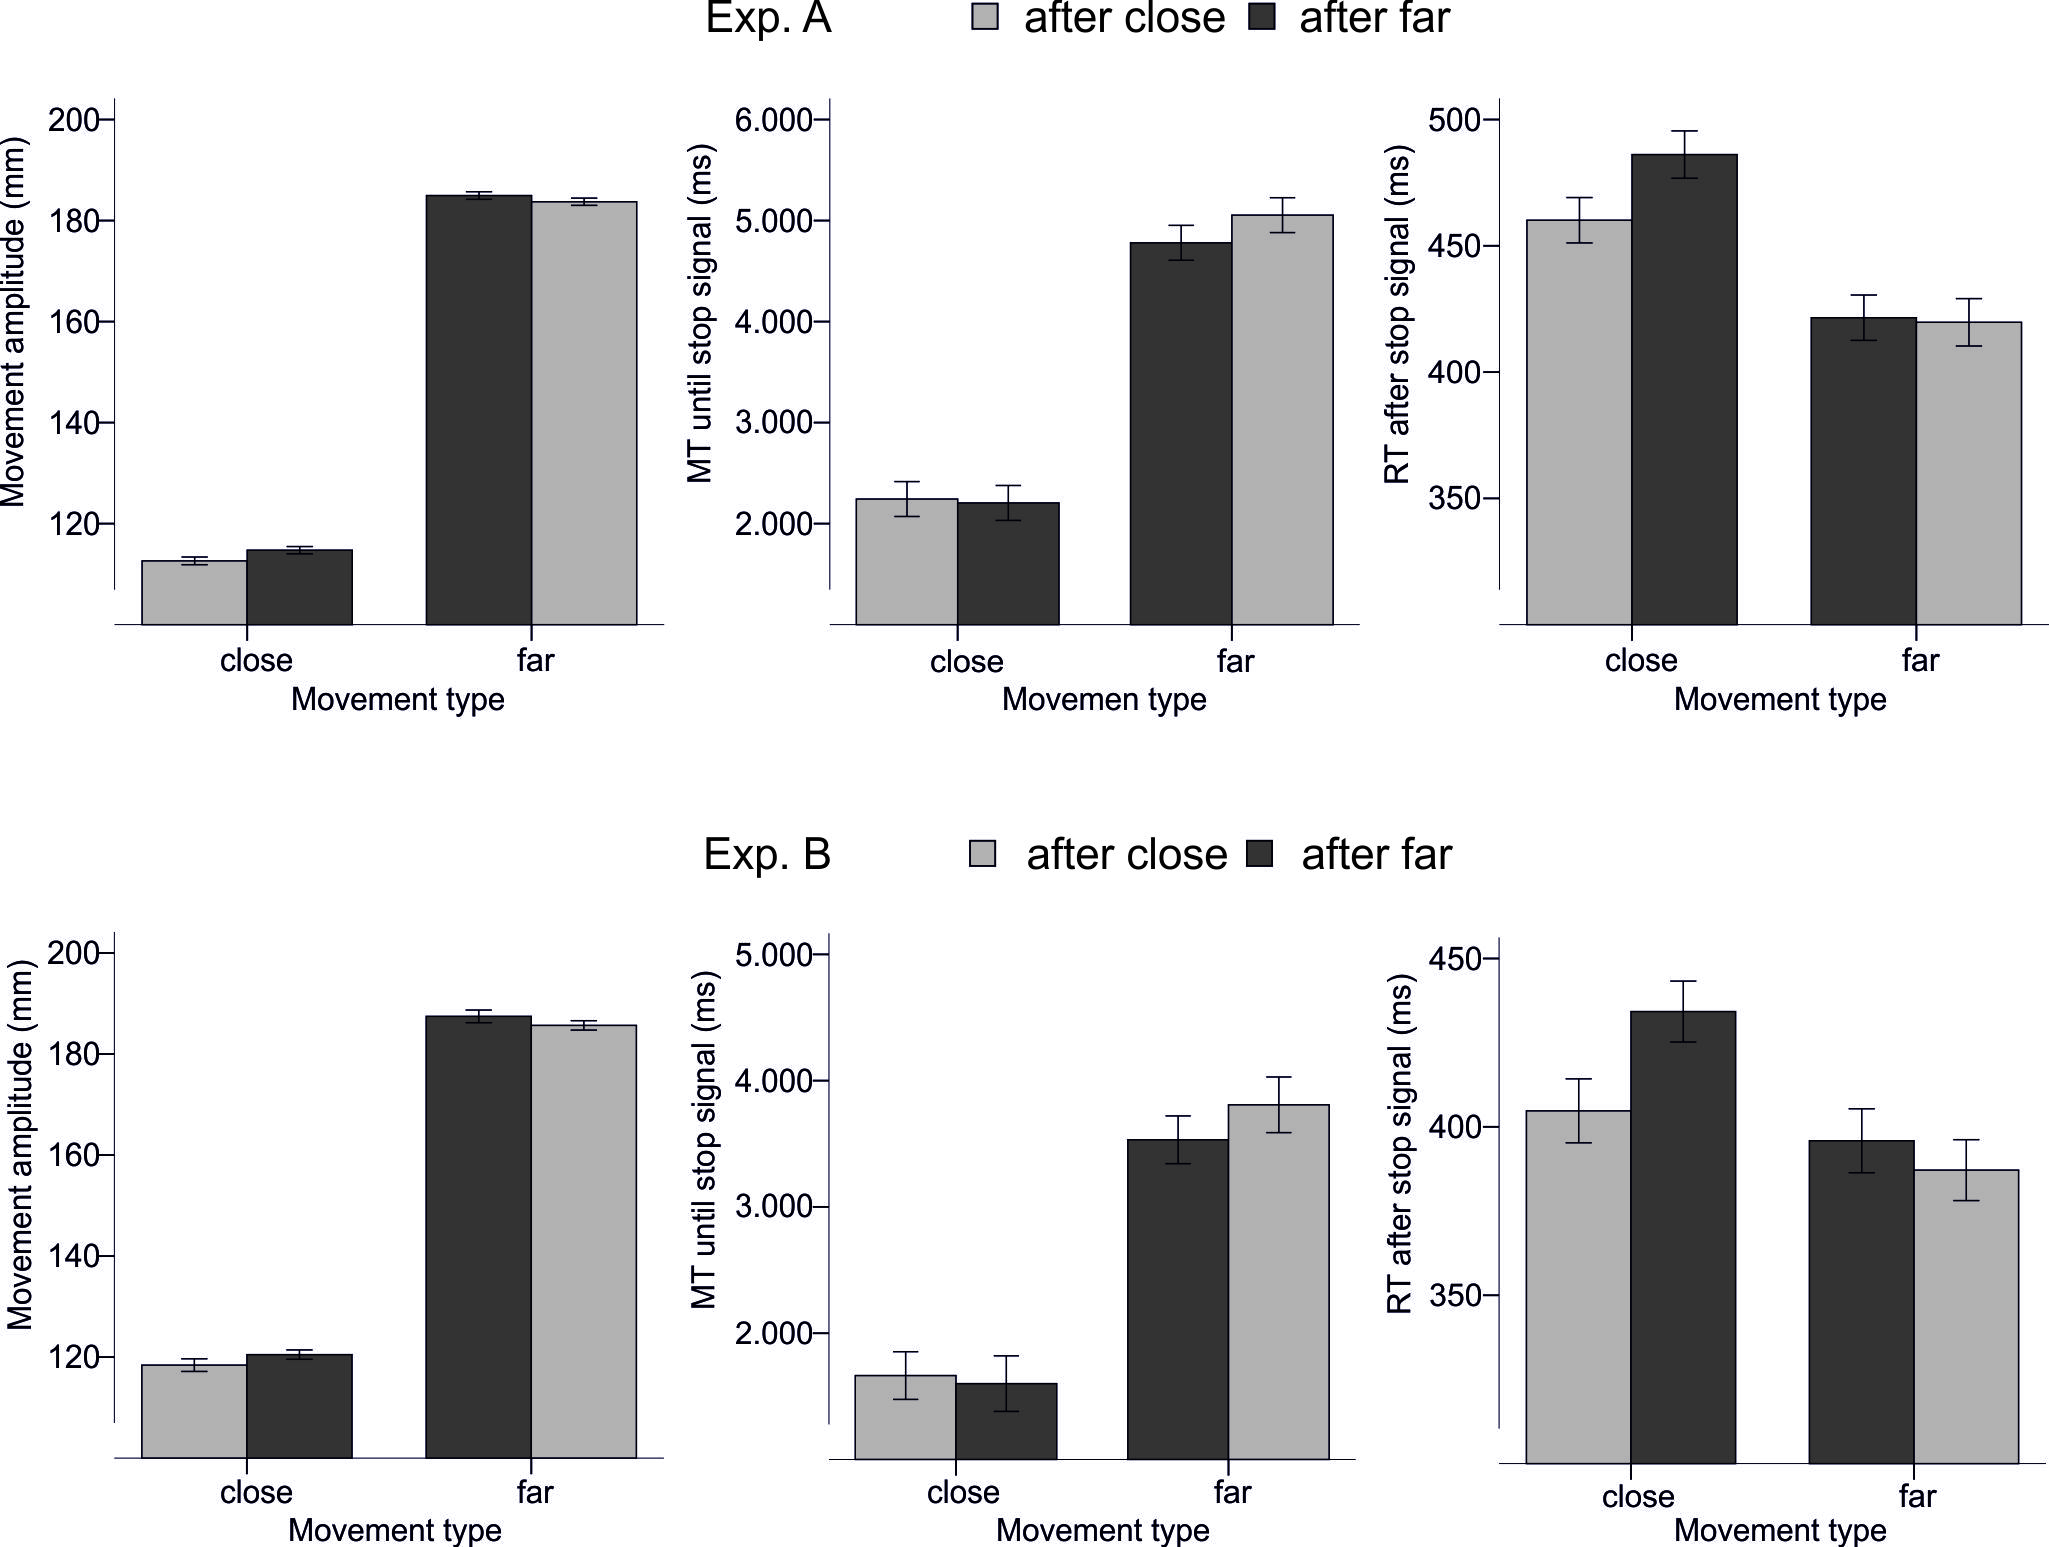 Exp. A after close after far
Movement amplitude (mm)
200
180
160
140
120
close far
Movement type
MT until stop signal (ms)
6.000
5.000
4.000
3.000
2.000
close far
Movemen type
RT after stop signal (ms)
500
450
400
350
close far
Movement type
Exp. B after close after far
Movement amplitude (mm)
200
180
160
140
120
close far
Movement type
MT until stop signal (ms)
5.000
4.000
3.000
2.000
close far
Movement type
RT after stop signal (ms)
450
400
350
close far
Movement type